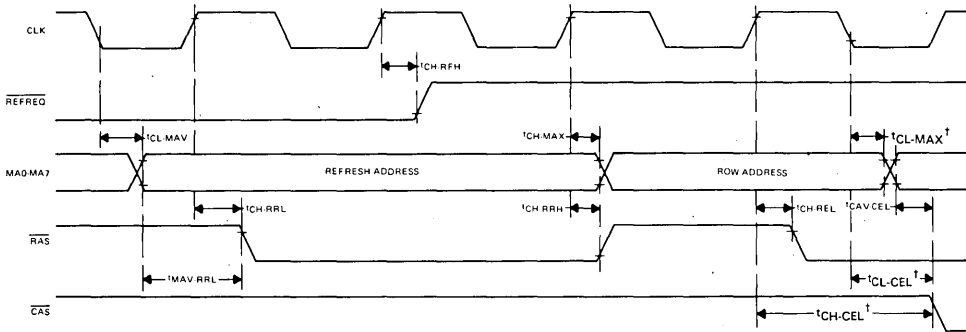 CLK
tCH-RFH
REFREQ
tCL-MAV
tCH-MAX
tCL-MAX†
MA0-MA7
REFRESH ADDRESS
ROW ADDRESS
tCH-RRL
tCH-RRH
tCH-REL
tCAV-CEL
RAS
tMAV-RRL
tCL-CEL†
CAS
tCH-CEL†